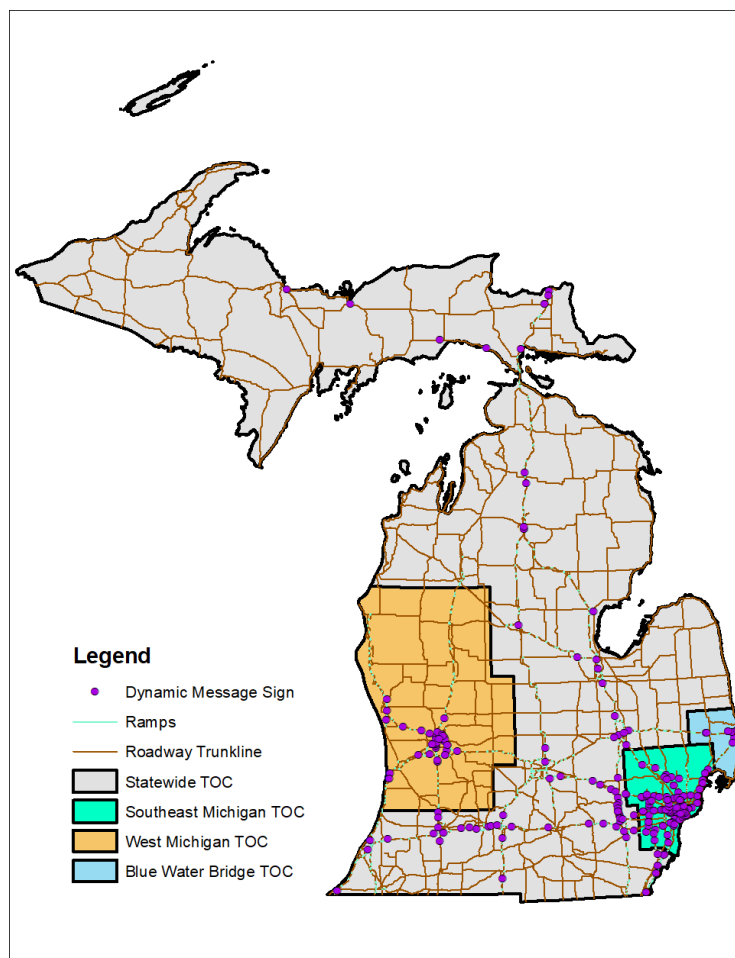 Legend
Dynamic Message Sign
Ramps
Roadway Trunkline
Statewide TOC
Southeast Michigan TOC
West Michigan TOC
Blue Water Bridge TOC